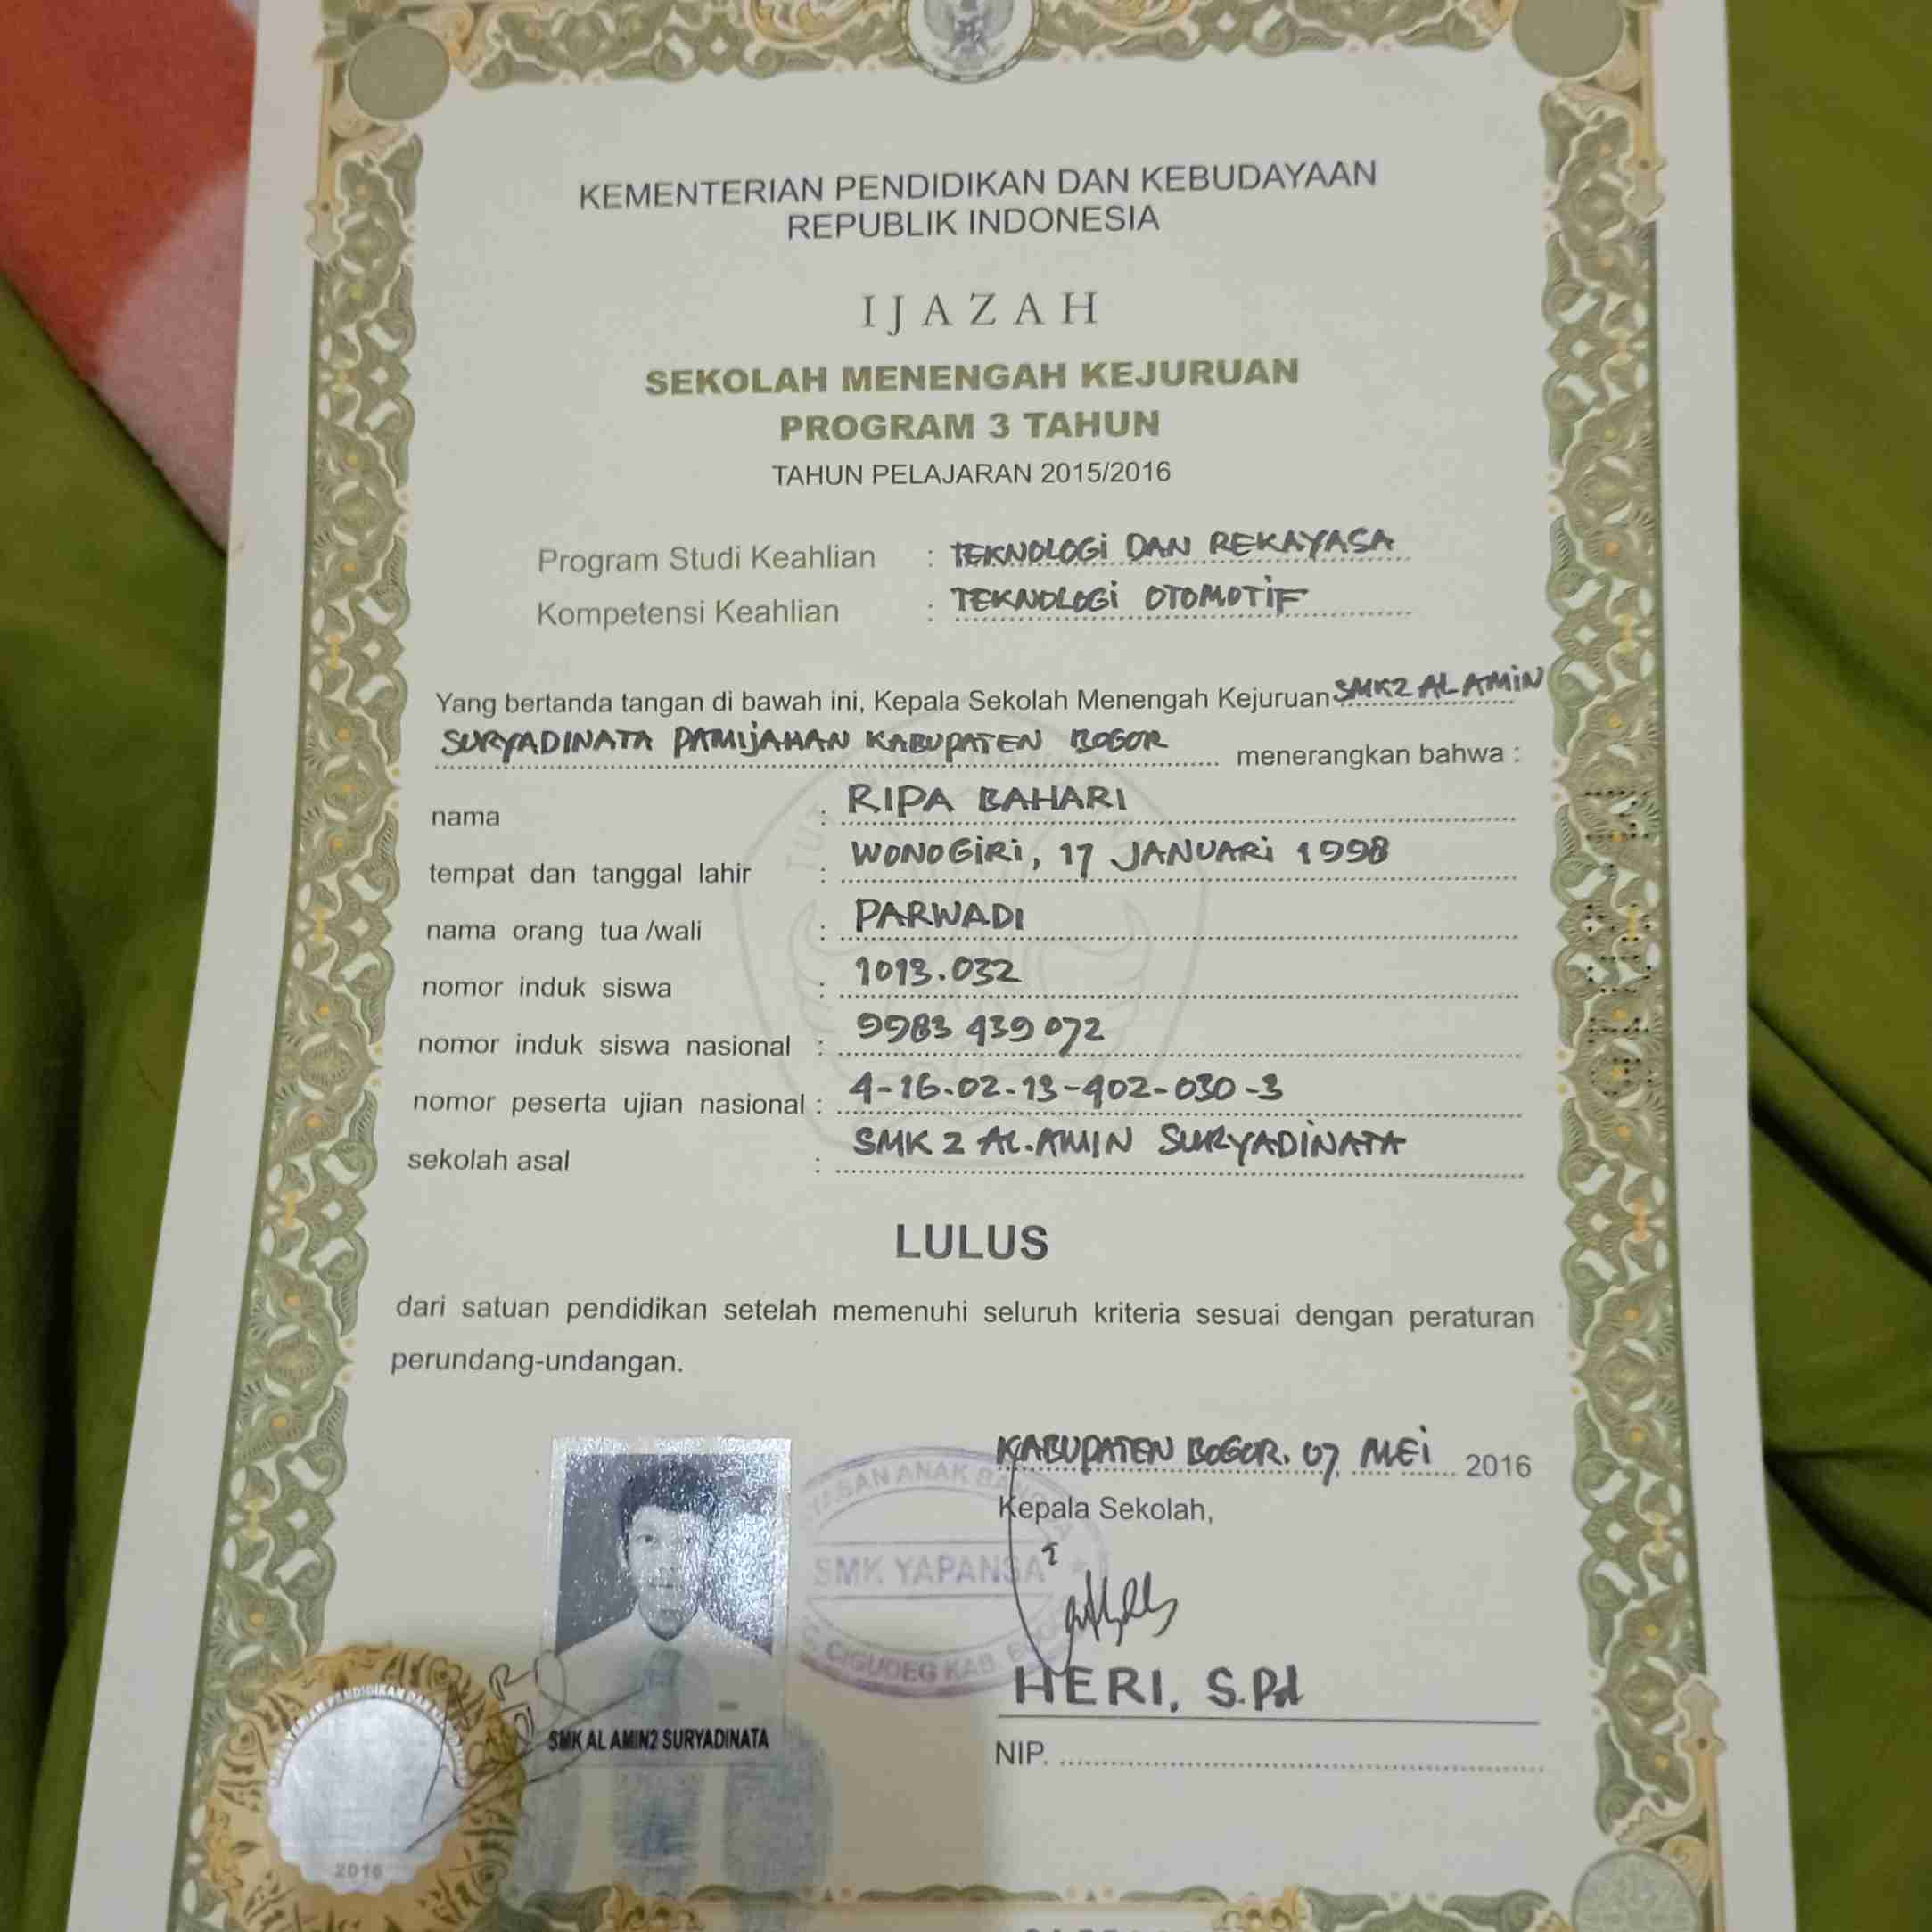 KEMENTERIAN PENDIDIKAN DAN KEBUDAYAAN
REPUBLIK INDONESIA
IJAZAH
SEKOLAH MENENGAH KEJURUAN
PROGRAM 3 TAHUN
TAHUN PELAJARAN 2015/2016
Program Studi Keahlian : TEKNOLOGI DAN REKAYASA
Kompetensi Keahlian : TEKNOLOGI OTOMOTIF
Yang bertanda tangan di bawah ini, Kepala Sekolah Menengah Kejuruan SMK2 AL AMIN
SURYADINATA PAMIJAHAN KABUPATEN BOGOR menerangkan bahwa :
nama : RIPA BAHARI
tempat dan tanggal lahir : WONOGIRI, 17 JANUARI 1998
nama orang tua /wali : PARWADI
nomor induk siswa : 1013.032
nomor induk siswa nasional : 9983 439 072
nomor peserta ujian nasional : 4-16-02-13-402-030-3
sekolah asal : SMK 2 AL.AMIN SURYADINATA
LULUS
dari satuan pendidikan setelah memenuhi seluruh kriteria sesuai dengan peraturan
perundang-undangan.
KABUPATEN BOGOR. 07 MEI 2016
Kepala Sekolah,
SMK YAPANSA
CIGUDEG KAB.
HERI, S.Pd
SMK AL AMIN2 SURYADINATA
NIP.
2016